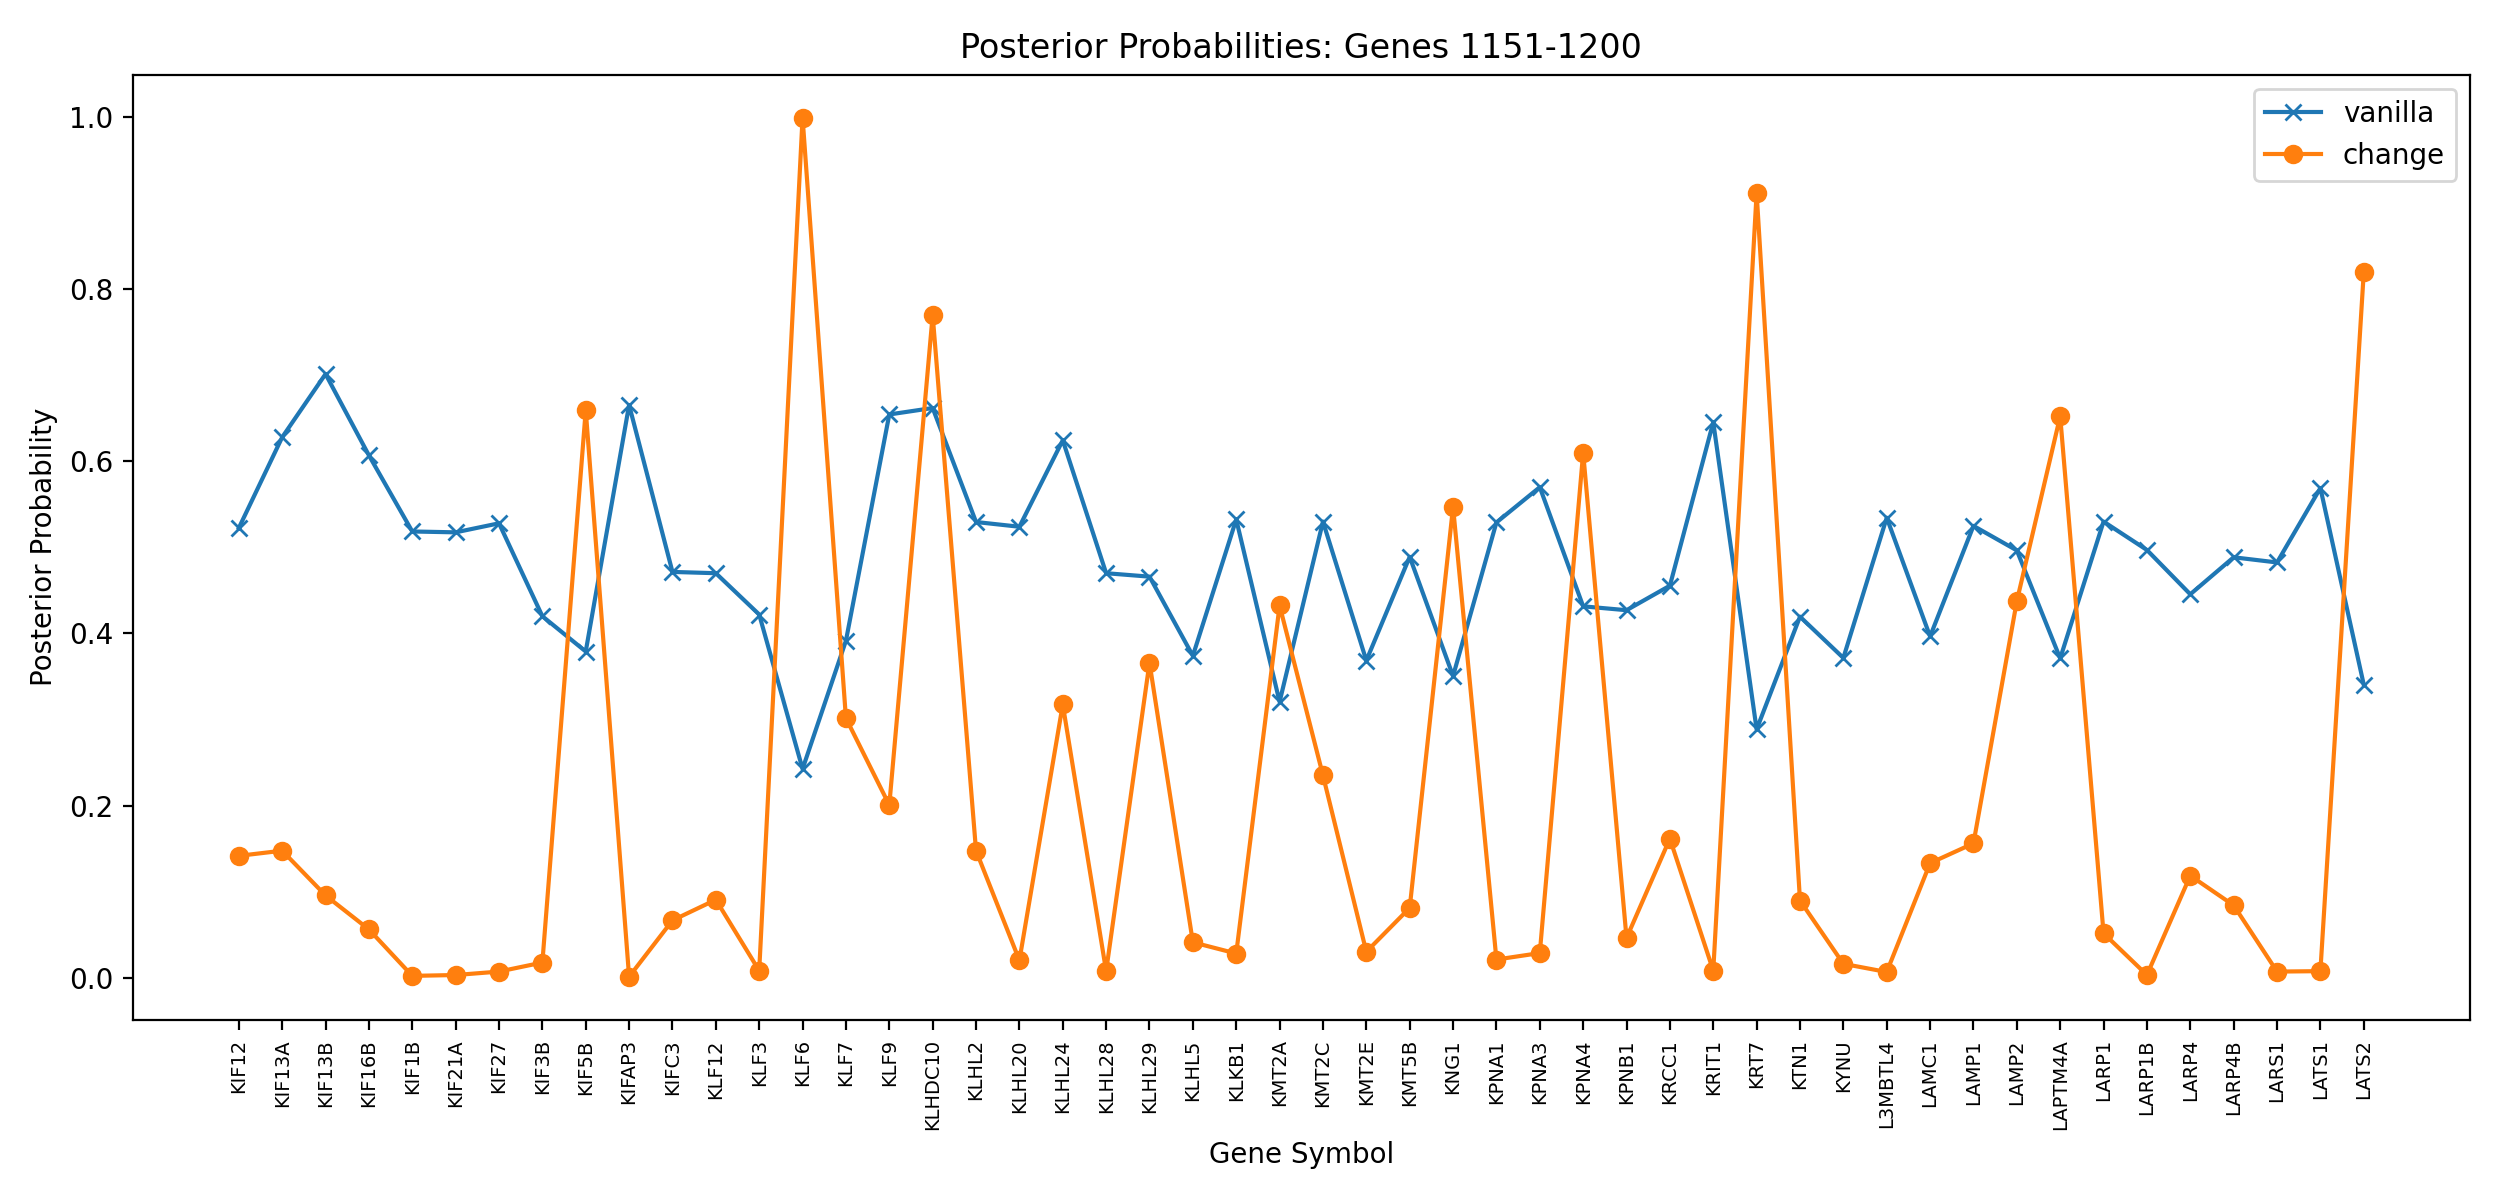 Posterior Probabilities: Genes 1151-1200
vanilla
change
Posterior Probability
1.0
0.8
0.6
0.4
0.2
0.0
KIF12
KIF13A
KIF13B
KIF16B
KIF1B
KIF21A
KIF27
KIF3B
KIF5B
KIFAP3
KIFC3
KLF12
KLF3
KLF6
KLF7
KLF9
KLHDC10
KLHL2
KLHL20
KLHL24
KLHL28
KLHL29
KLHL5
KLKB1
KMT2A
KMT2C
KMT2E
KMT5B
KNG1
KPNA1
KPNA3
KPNA4
KPNB1
KRCC1
KRIT1
KRT7
KTN1
KYNU
L3MBTL4
LAMC1
LAMP1
LAMP2
LAPTM4A
LARP1
LARP1B
LARP4
LARP4B
LARS1
LATS1
LATS2
Gene Symbol